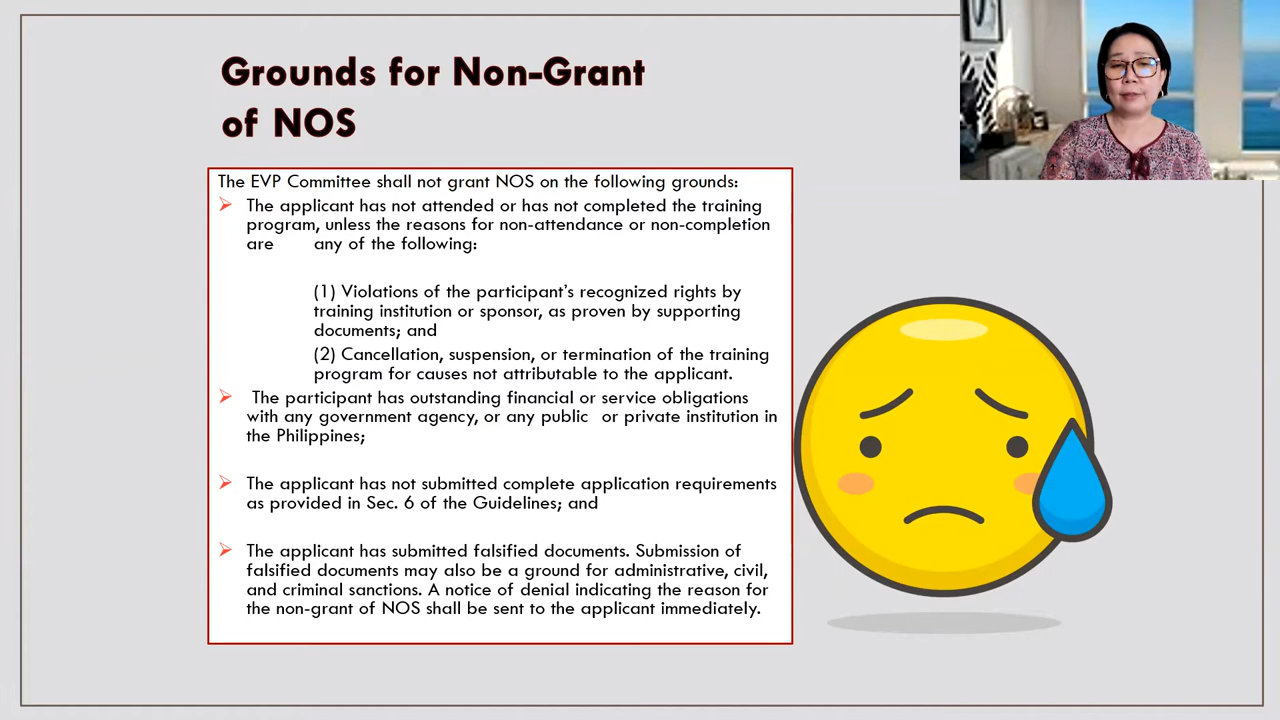 Grounds for Non-Grant
of NOS
The EVP Committee shall not grant NOS on the following grounds:
The applicant has not attended or has not completed the training
program, unless the reasons for non-attendance or non-completion
are any of the following:
(1) Violations of the participant's recognized rights by
training institution or sponsor, as proven by supporting
documents; and
(2) Cancellation, suspension, or termination of the training
program for causes not attributable to the applicant.
The participant has outstanding financial or service obligations
with any government agency, or any public or private institution in
the Philippines;
The applicant has not submitted complete application requirements
as provided in Sec. 6 of the Guidelines; and
The applicant has submitted falsified documents. Submission of
falsified documents may also be a ground for administrative, civil,
and criminal sanctions. A notice of denial indicating the reason for
the non-grant of NOS shall be sent to the applicant immediately.